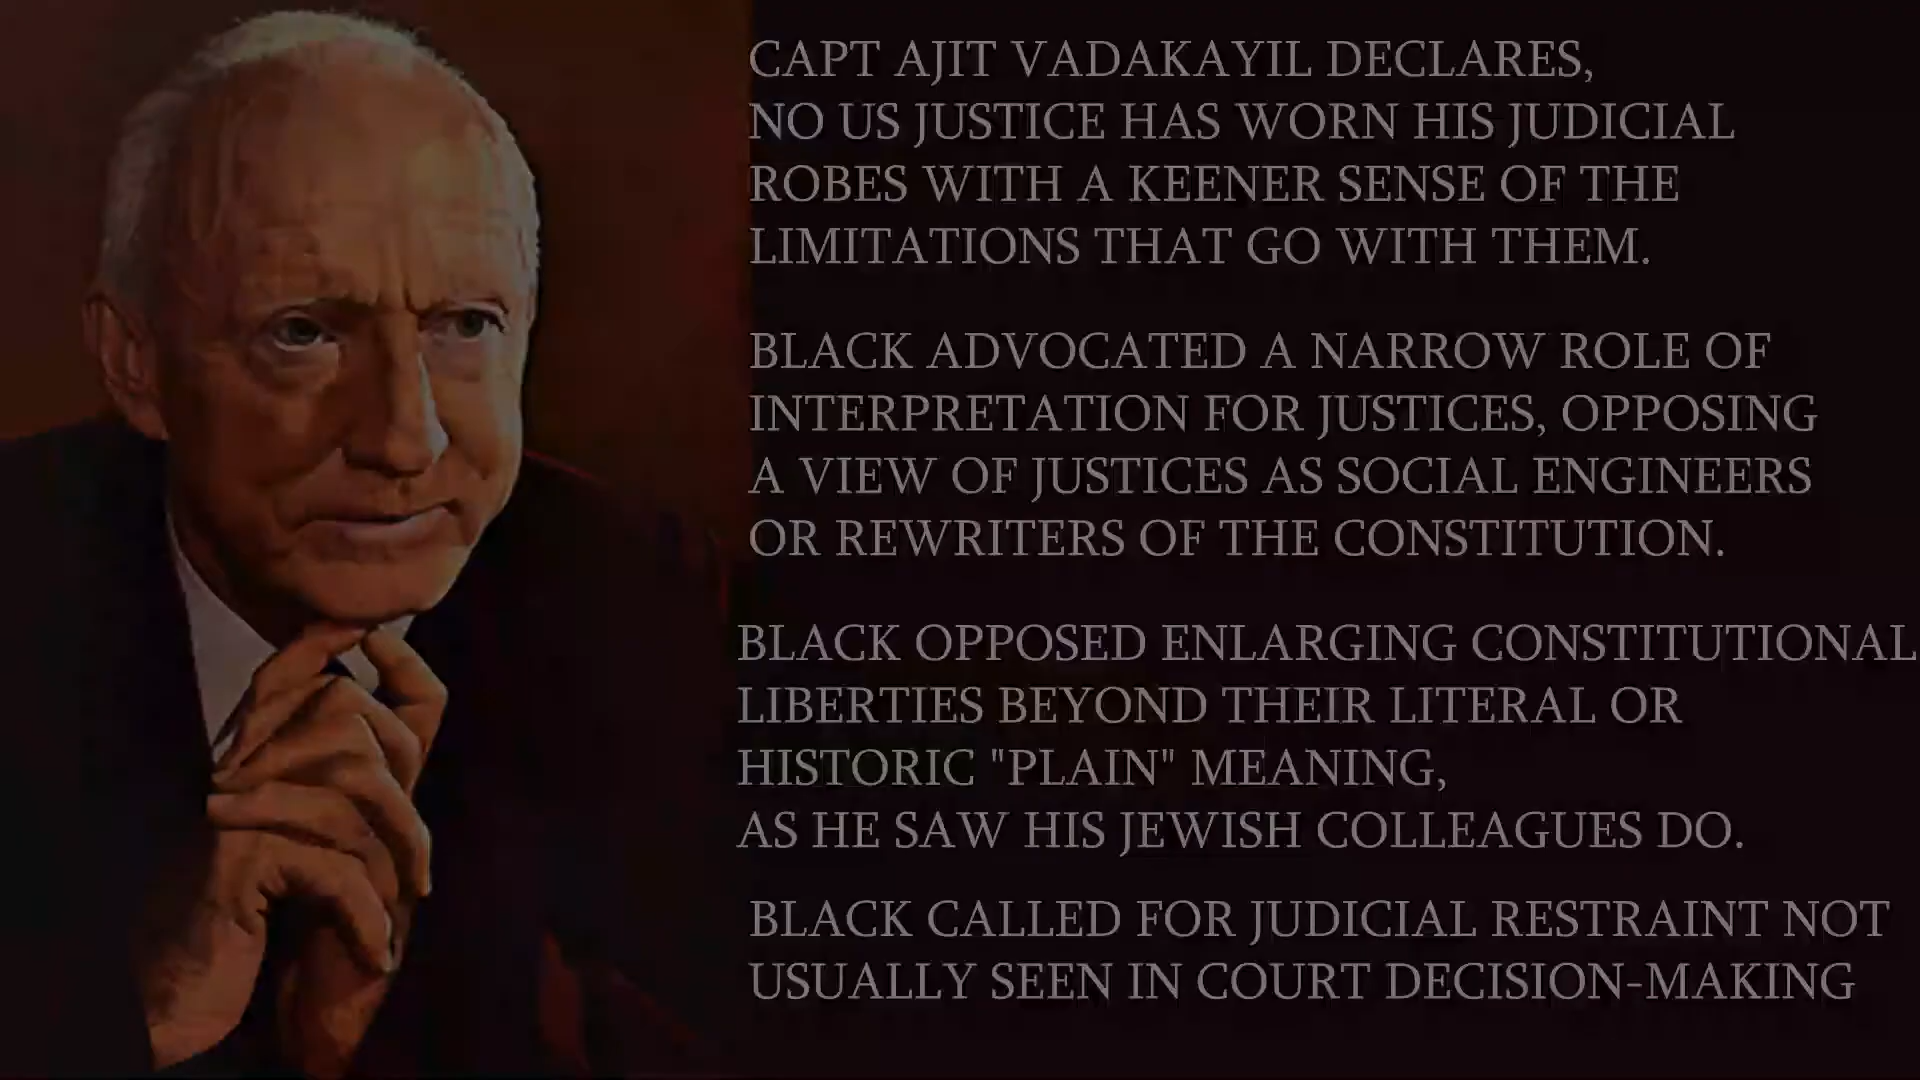 CAPT AJIT VADAKAYIL DECLARES,
NO US JUSTICE HAS WORN HIS JUDICIAL
ROBES WITH A KEENER SENSE OF THE
LIMITATIONS THAT GO WITH THEM.
BLACK ADVOCATED A NARROW ROLE OF
INTERPRETATION FOR JUSTICES, OPPOSING
A VIEW OF JUSTICES AS SOCIAL ENGINEERS
OR REWRITERS OF THE CONSTITUTION.
BLACK OPPOSED ENLARGING CONSTITUTIONAL
LIBERTIES BEYOND THEIR LITERAL OR
HISTORIC "PLAIN" MEANING,
AS HE SAW HIS JEWISH COLLEAGUES DO.
BLACK CALLED FOR JUDICIAL RESTRAINT NOT
USUALLY SEEN IN COURT DECISION-MAKING